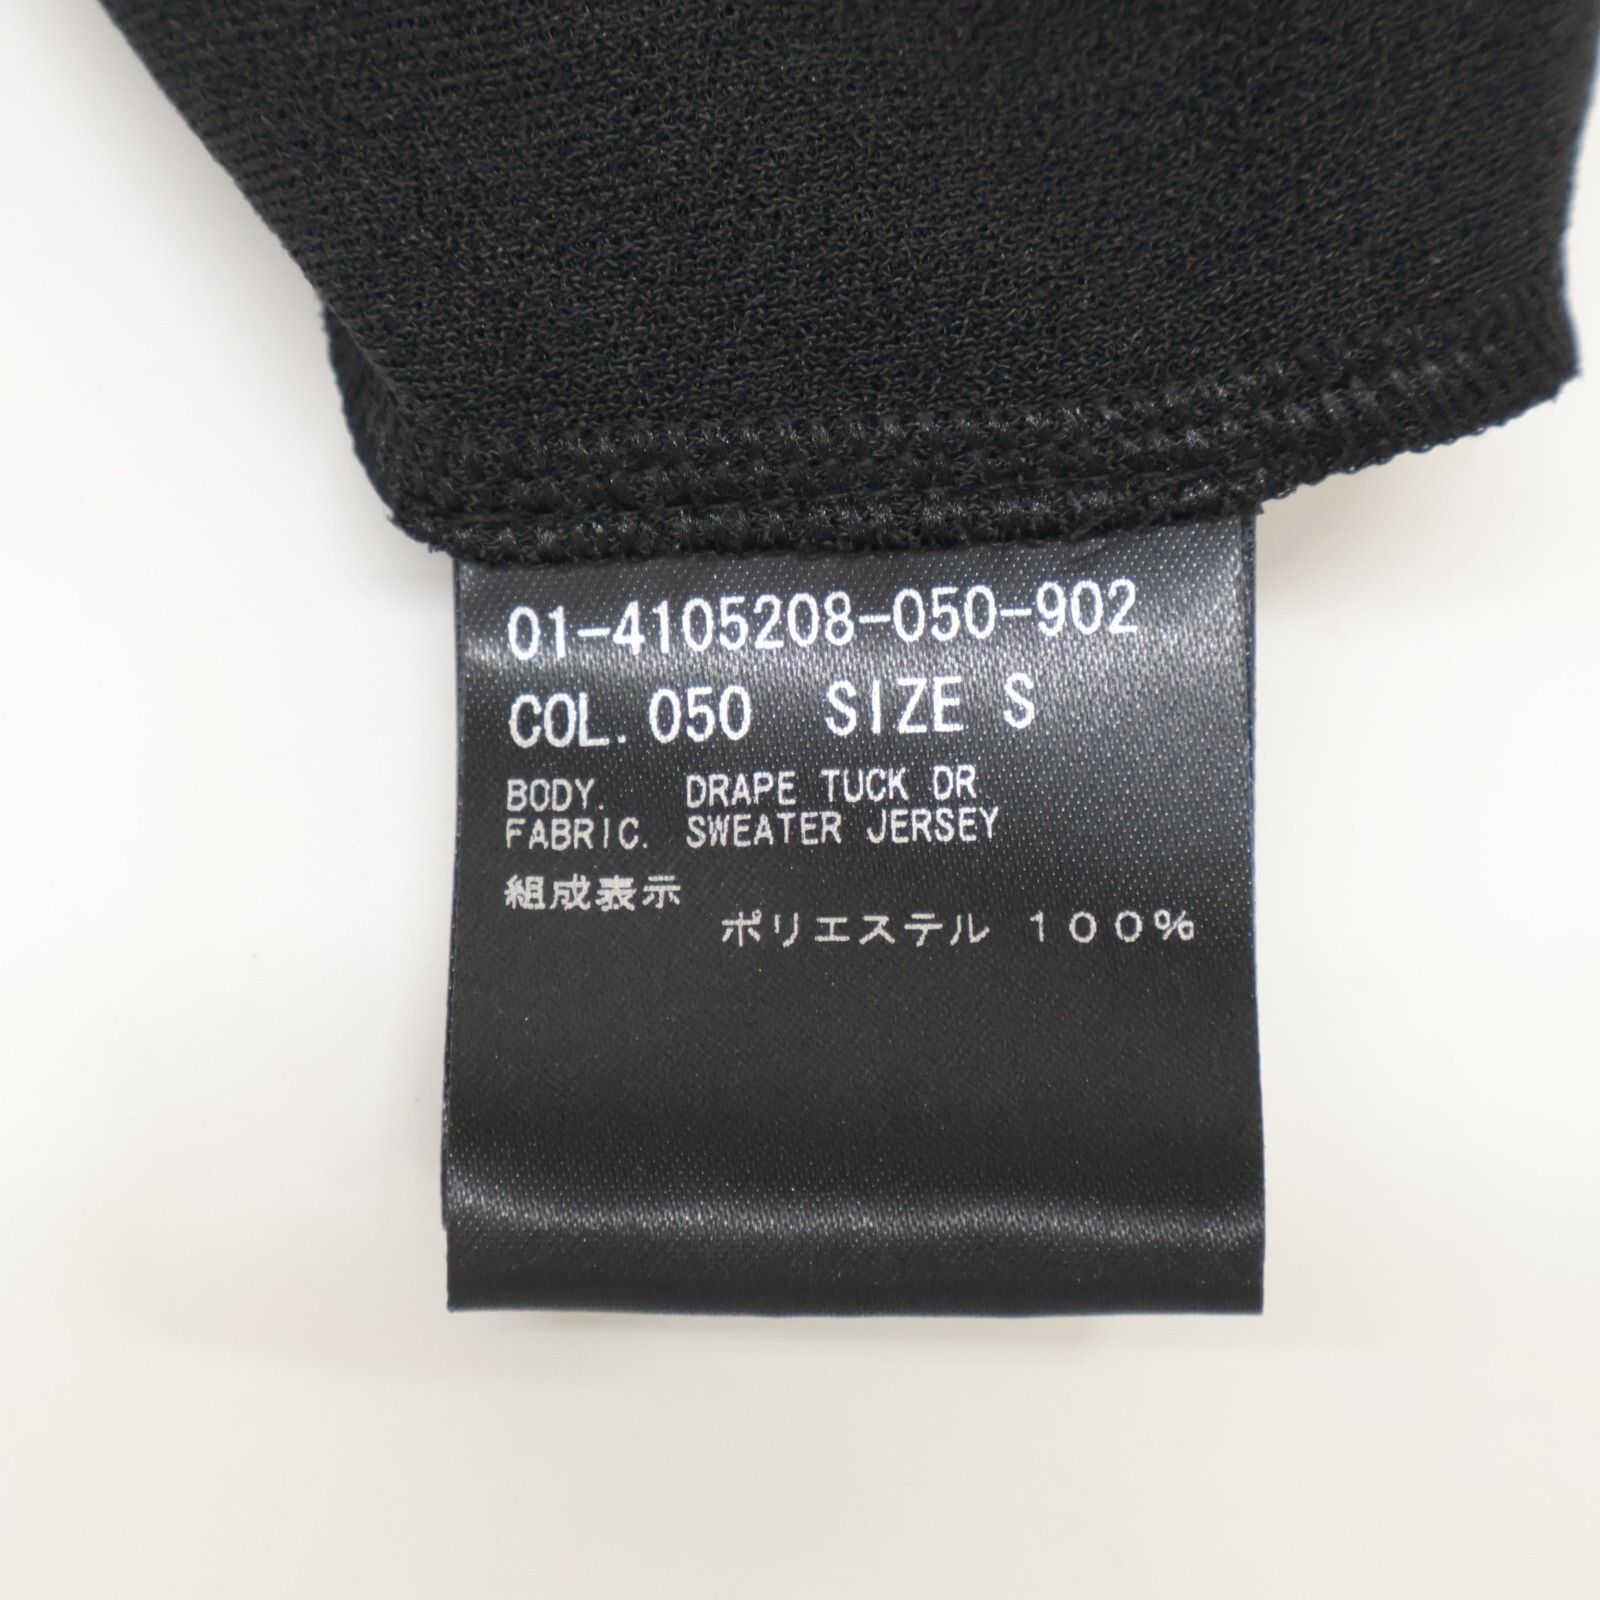 01-4105208-050-902
COL. 050 SIZE S
BODY. DRAPE TUCK DR
FABRIC. SWEATER JERSEY
組成表示
ポリエステル １００％